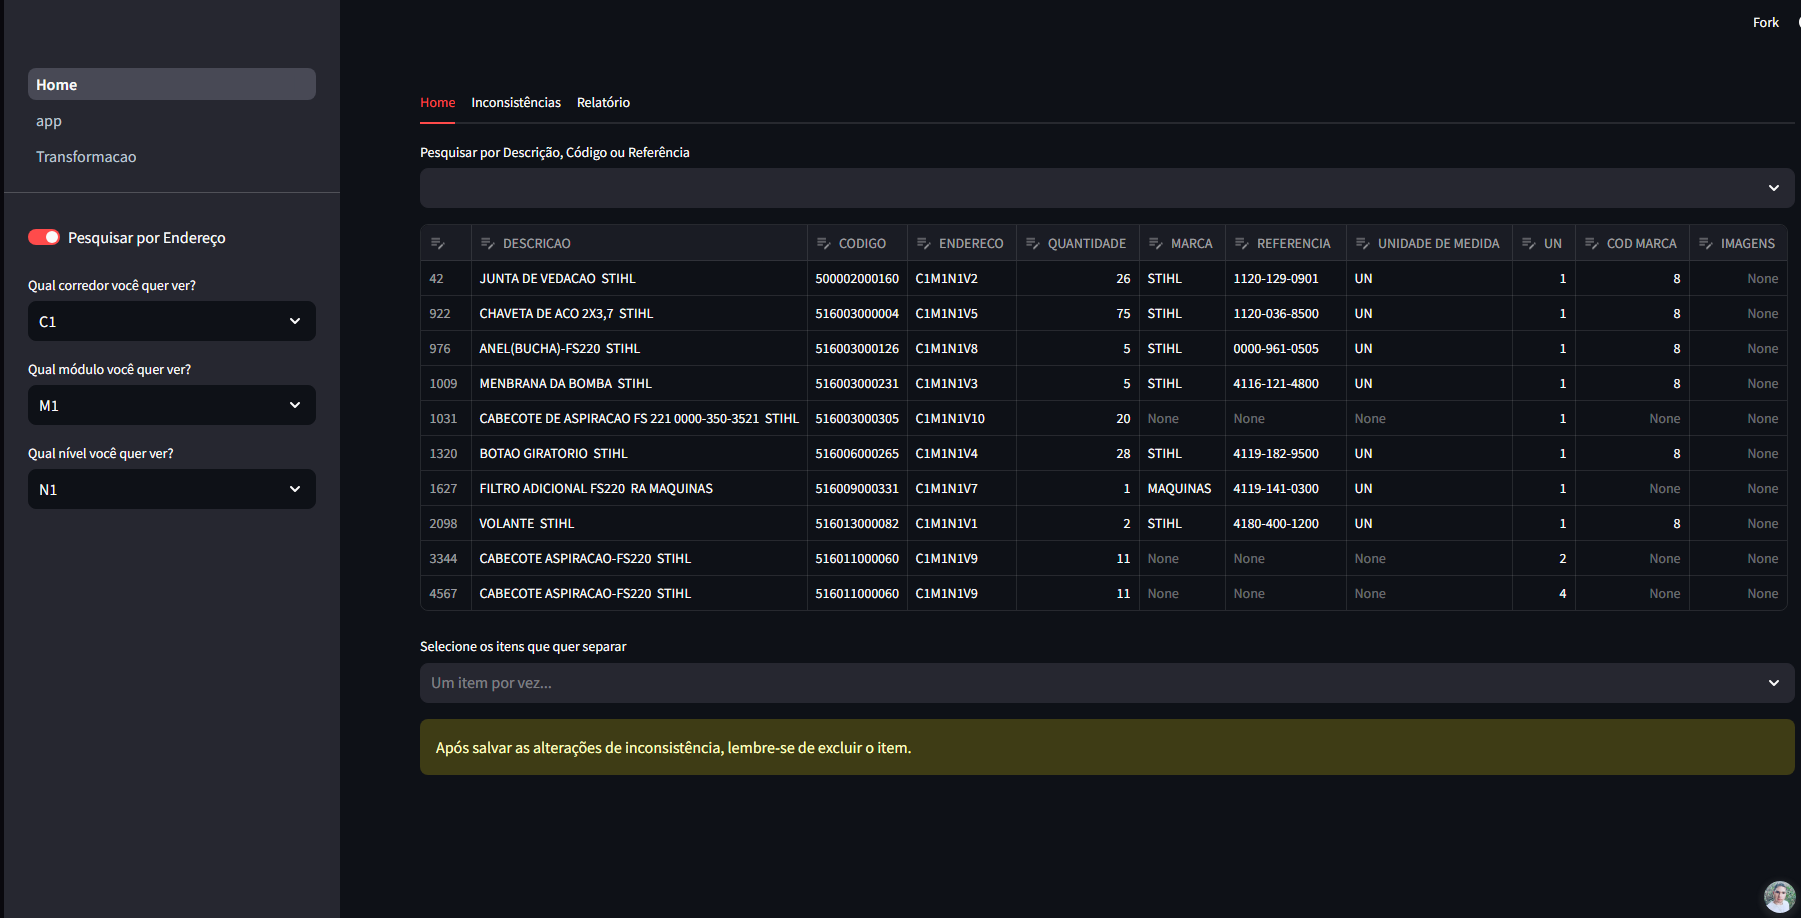 Fork
Home
app
Transformacao
Pesquisar por Endereço
Qual corredor você quer ver?
C1
Qual módulo você quer ver?
M1
Qual nível você quer ver?
N1
Home Inconsistências Relatório
Pesquisar por Descrição, Código ou Referência
DESCRICAO CODIGO ENDERECO QUANTIDADE MARCA REFERENCIA UNIDADE DE MEDIDA UN COD MARCA IMAGENS
42 JUNTA DE VEDACAO STIHL 500002000160 C1M1N1V2 26 STIHL 1120-129-0901 UN 1 8 None
922 CHAVETA DE ACO 2X3,7 STIHL 516003000004 C1M1N1V5 75 STIHL 1120-036-8500 UN 1 8 None
976 ANEL(BUCHA)-FS220 STIHL 516003000126 C1M1N1V8 5 STIHL 0000-961-0505 UN 1 8 None
1009 MENBRANA DA BOMBA STIHL 516003000231 C1M1N1V3 5 STIHL 4116-121-4800 UN 1 8 None
1031 CABECOTE DE ASPIRACAO FS 221 0000-350-3521 STIHL 516003000305 C1M1N1V10 20 None None None 1 None None
1320 BOTAO GIRATORIO STIHL 516006000265 C1M1N1V4 28 STIHL 4119-182-9500 UN 1 8 None
1627 FILTRO ADICIONAL FS220 RA MAQUINAS 516009000331 C1M1N1V7 1 MAQUINAS 4119-141-0300 UN 1 None None
2098 VOLANTE STIHL 516013000082 C1M1N1V1 2 STIHL 4180-400-1200 UN 1 8 None
3344 CABECOTE ASPIRACAO-FS220 STIHL 516011000060 C1M1N1V9 11 None None None 2 None None
4567 CABECOTE ASPIRACAO-FS220 STIHL 516011000060 C1M1N1V9 11 None None None 4 None None
Selecione os itens que quer separar
Um item por vez...
Após salvar as alterações de inconsistência, lembre-se de excluir o item.